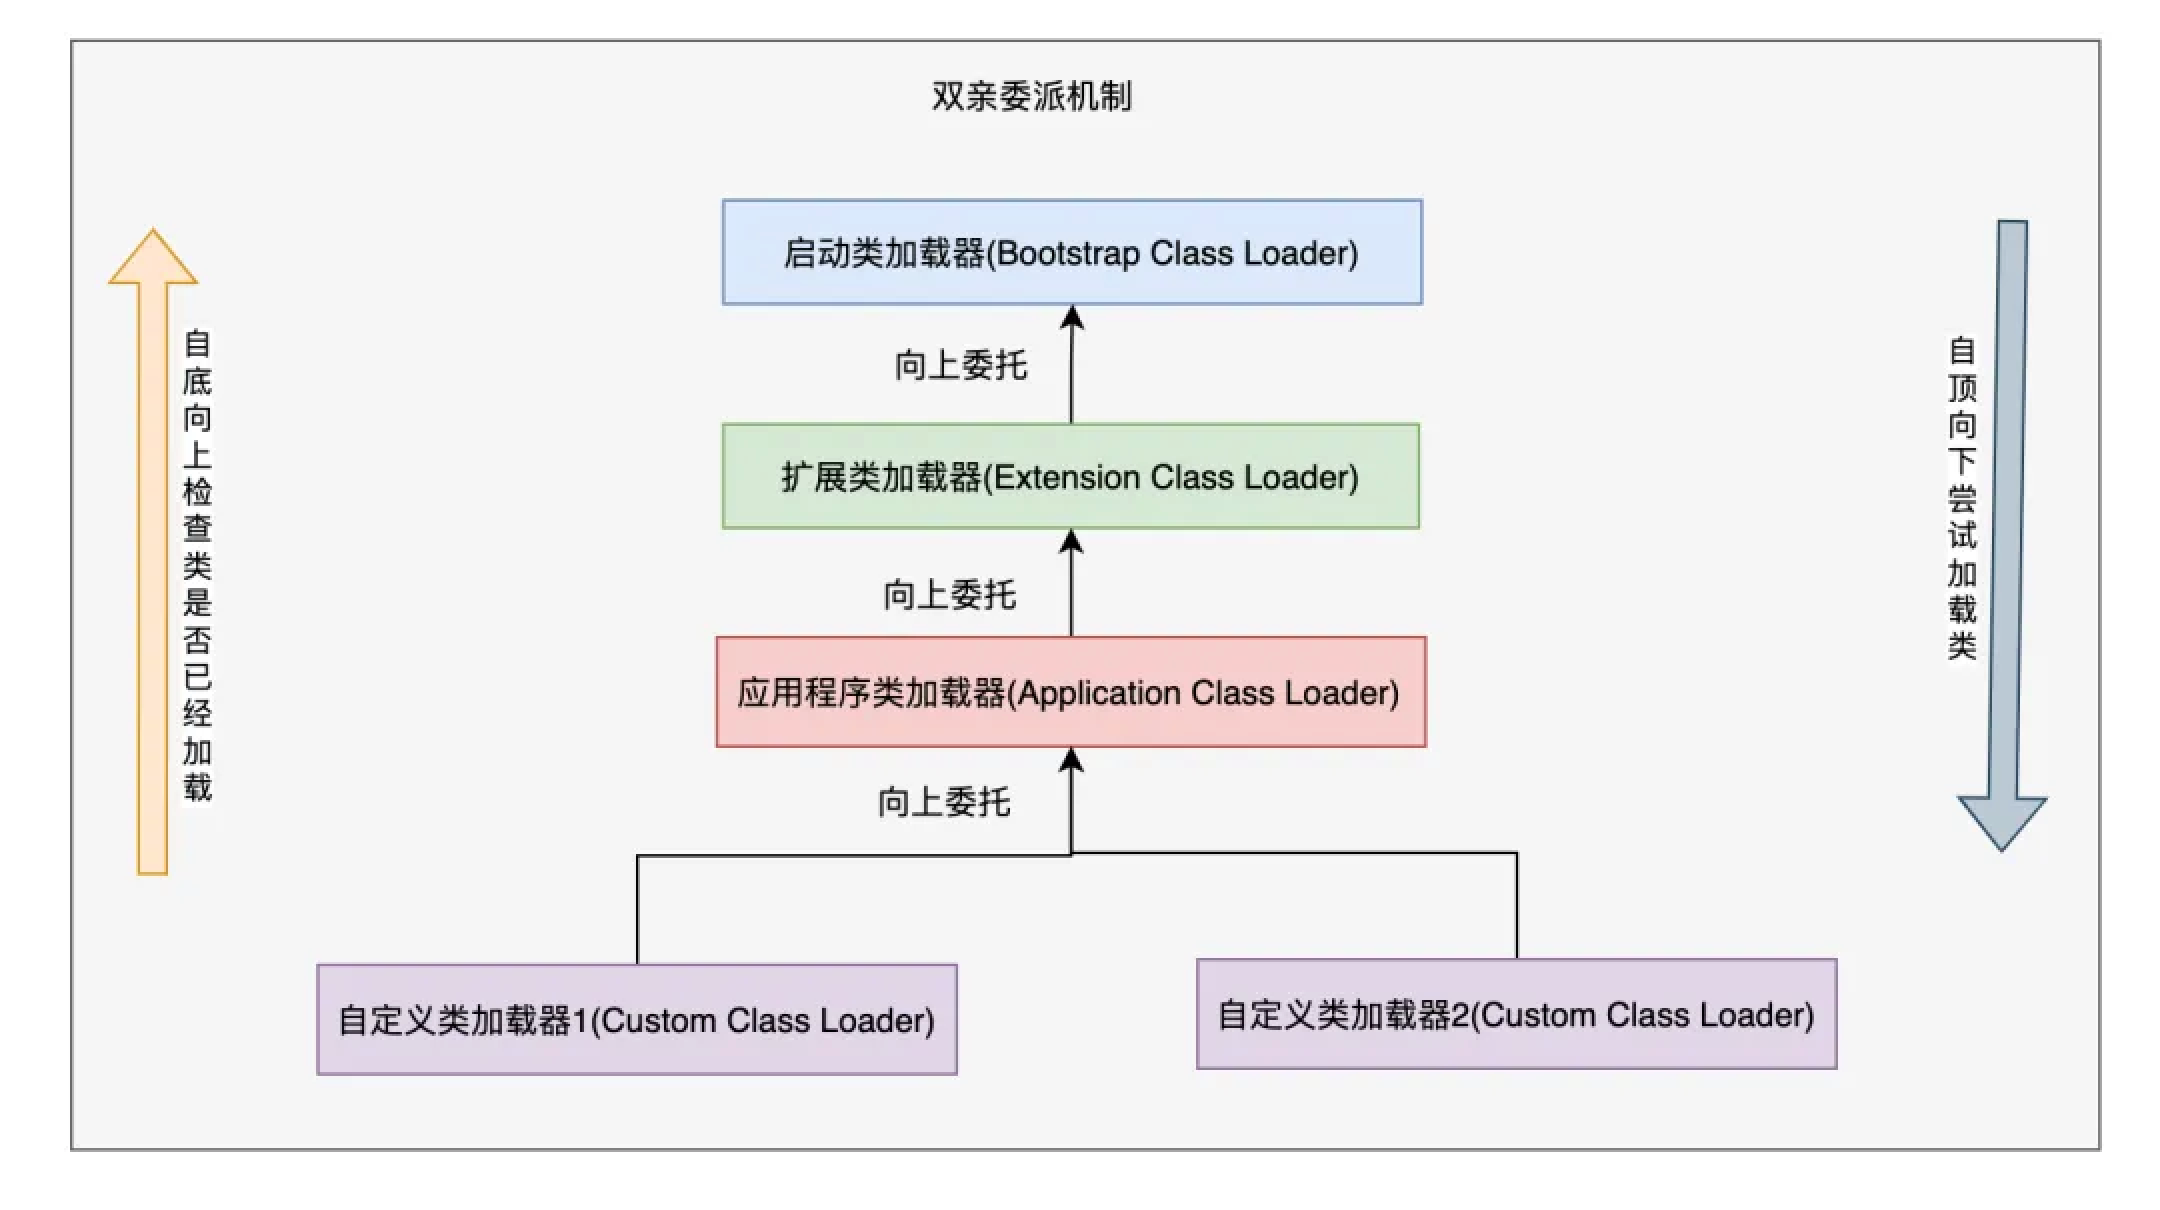 双亲委派机制
启动类加载器(Bootstrap Class Loader)
向上委托
扩展类加载器(Extension Class Loader)
向上委托
应用程序类加载器(Application Class Loader)
向上委托
自定义类加载器1(Custom Class Loader)
自定义类加载器2(Custom Class Loader)
自底向上检查类是否已经加载
自顶向下尝试加载类